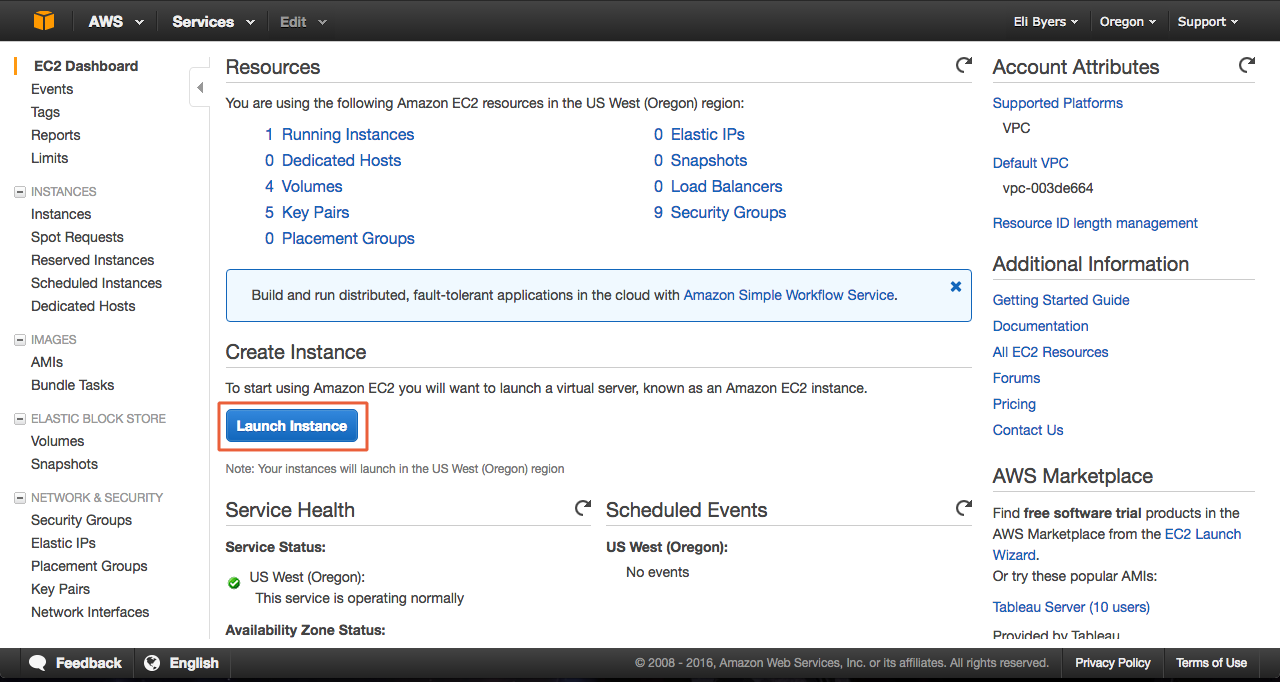 AWS Services Edit Eli Byers Oregon Support
EC2 Dashboard
Events
Tags
Reports
Limits
INSTANCES
Instances
Spot Requests
Reserved Instances
Scheduled Instances
Dedicated Hosts
IMAGES
AMIs
Bundle Tasks
ELASTIC BLOCK STORE
Volumes
Snapshots
NETWORK & SECURITY
Security Groups
Elastic IPs
Placement Groups
Key Pairs
Network Interfaces
Resources
You are using the following Amazon EC2 resources in the US West (Oregon) region:
1 Running Instances
0 Dedicated Hosts
4 Volumes
5 Key Pairs
0 Placement Groups
0 Elastic IPs
0 Snapshots
0 Load Balancers
9 Security Groups
Build and run distributed, fault-tolerant applications in the cloud with Amazon Simple Workflow Service.
Create Instance
To start using Amazon EC2 you will want to launch a virtual server, known as an Amazon EC2 instance.
Launch Instance
Note: Your instances will launch in the US West (Oregon) region
Service Health
Service Status:
US West (Oregon):
This service is operating normally
Availability Zone Status:
Scheduled Events
US West (Oregon):
No events
Account Attributes
Supported Platforms
VPC
Default VPC
vpc-003de664
Resource ID length management
Additional Information
Getting Started Guide
Documentation
All EC2 Resources
Forums
Pricing
Contact Us
AWS Marketplace
Find free software trial products in the
AWS Marketplace from the EC2 Launch
Wizard.
Or try these popular AMIs:
Tableau Server (10 users)
Provided by Tableau
Feedback English © 2008 - 2016, Amazon Web Services, Inc. or its affiliates. All rights reserved. Privacy Policy Terms of Use